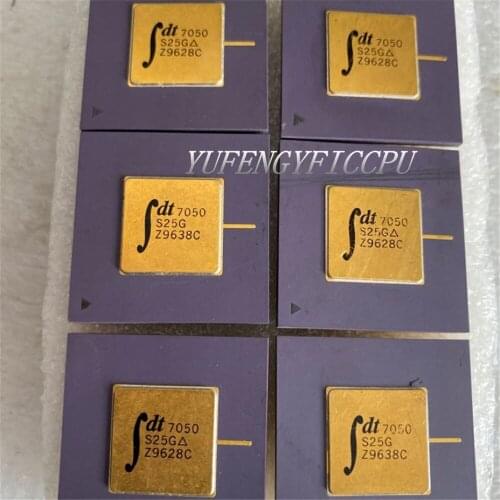 ∫dt 7050
S25G△
Z9628C
∫dt 7050
S25G△
Z9628C
YUFENGYFICCPU
∫dt 7050
S25G
Z9638C
∫dt 7050
S25G△
Z9628C
∫dt 7050
S25G△
Z9628C
∫dt 7050
S25G
Z9638C